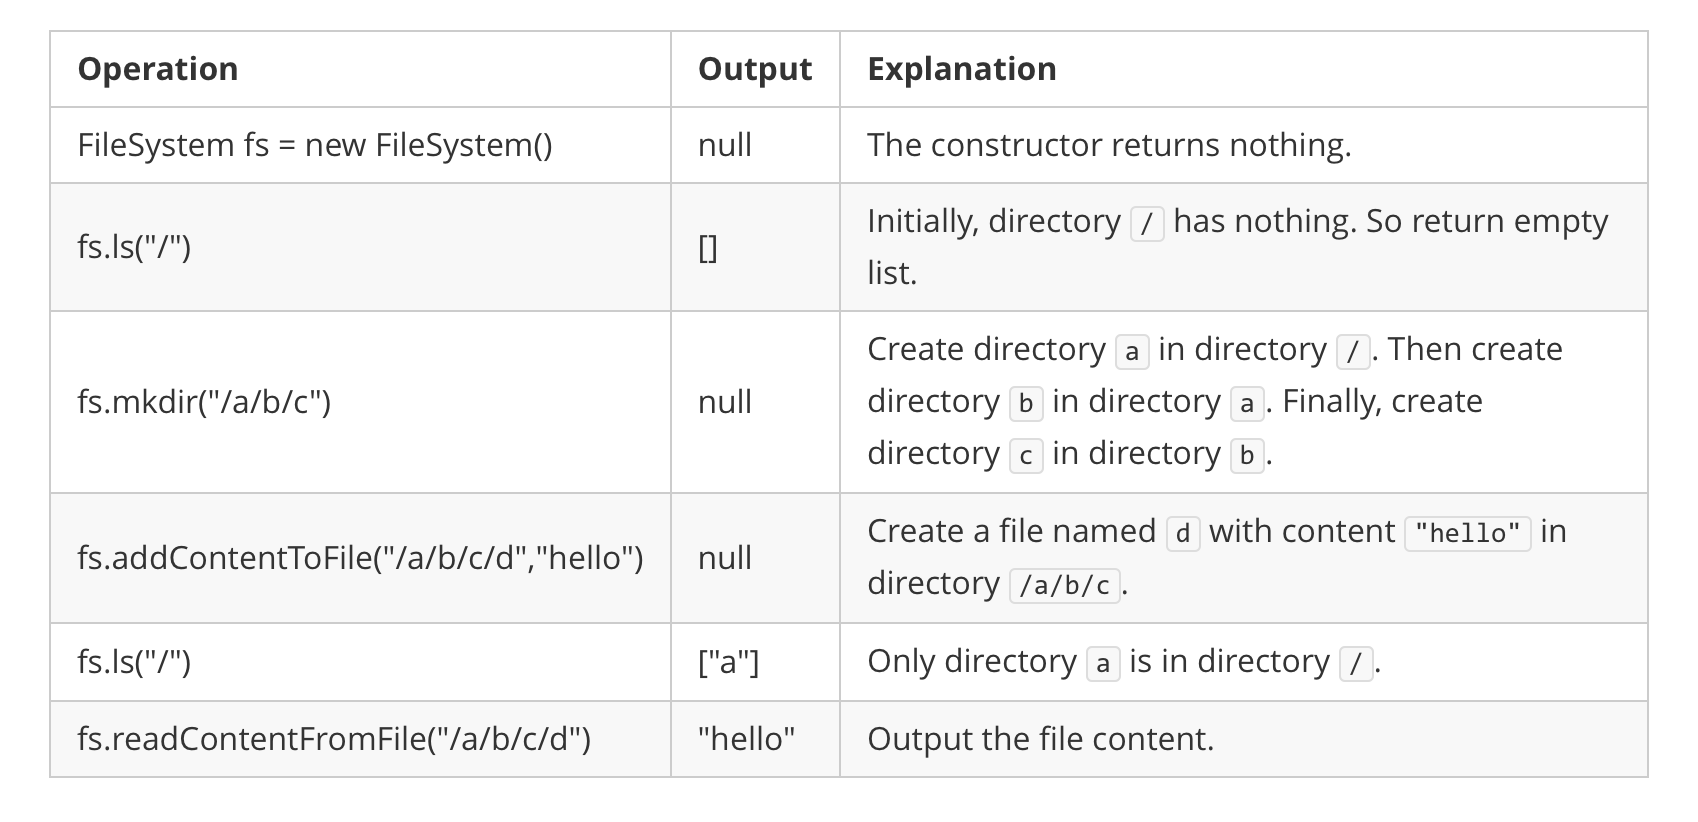 Operation Output Explanation
FileSystem fs = new FileSystem() null The constructor returns nothing.
fs.ls("/") [] Initially, directory / has nothing. So return empty
list.
fs.mkdir("/a/b/c") null Create directory a in directory /. Then create
directory b in directory a. Finally, create
directory c in directory b.
fs.addContentToFile("/a/b/c/d","hello") null Create a file named d with content "hello" in
directory /a/b/c.
fs.ls("/") ["a"] Only directory a is in directory /.
fs.readContentFromFile("/a/b/c/d") "hello" Output the file content.